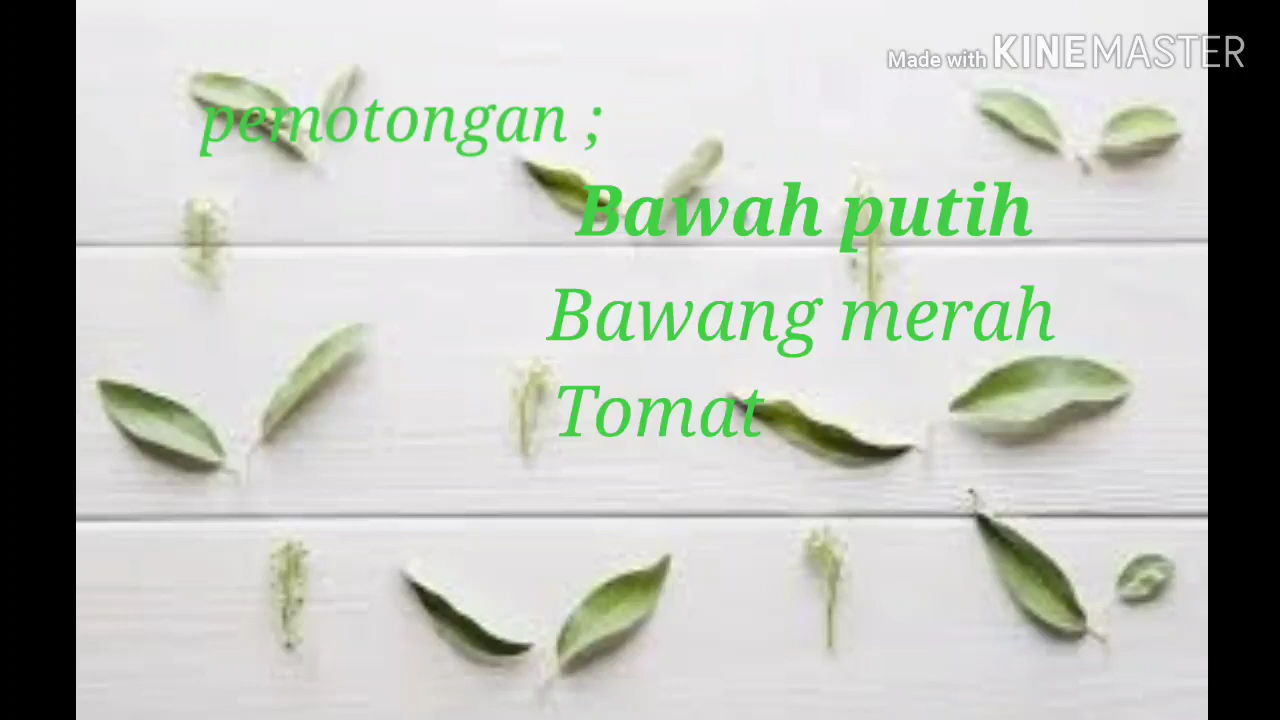 Made with KINEMASTER
pemotongan ;
Bawah putih
Bawang merah
Tomat